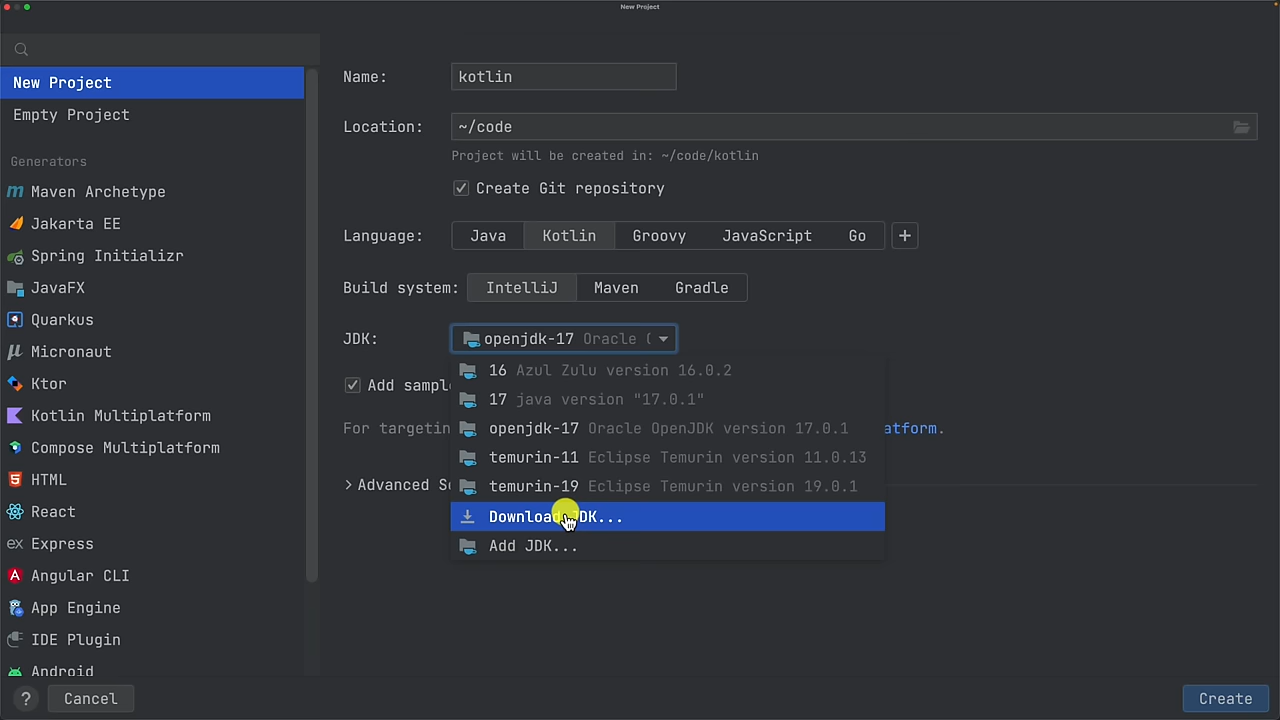 New Project
New Project
Empty Project
Generators
Maven Archetype
Jakarta EE
Spring Initializr
JavaFX
Quarkus
Micronaut
Ktor
Kotlin Multiplatform
Compose Multiplatform
HTML
React
Express
Angular CLI
App Engine
IDE Plugin
Android
Name: kotlin
Location: ~/code
Project will be created in: ~/code/kotlin
Create Git repository
Language: Java Kotlin Groovy JavaScript Go +
Build system: IntelliJ Maven Gradle
JDK: openjdk-17 Oracle
16 Azul Zulu version 16.0.2
17 java version "17.0.1"
openjdk-17 Oracle OpenJDK version 17.0.1
temurin-11 Eclipse Temurin version 11.0.13
temurin-19 Eclipse Temurin version 19.0.1
Download JDK...
Add JDK...
Add sampl
For targetin atform.
Advanced S
? Cancel Create